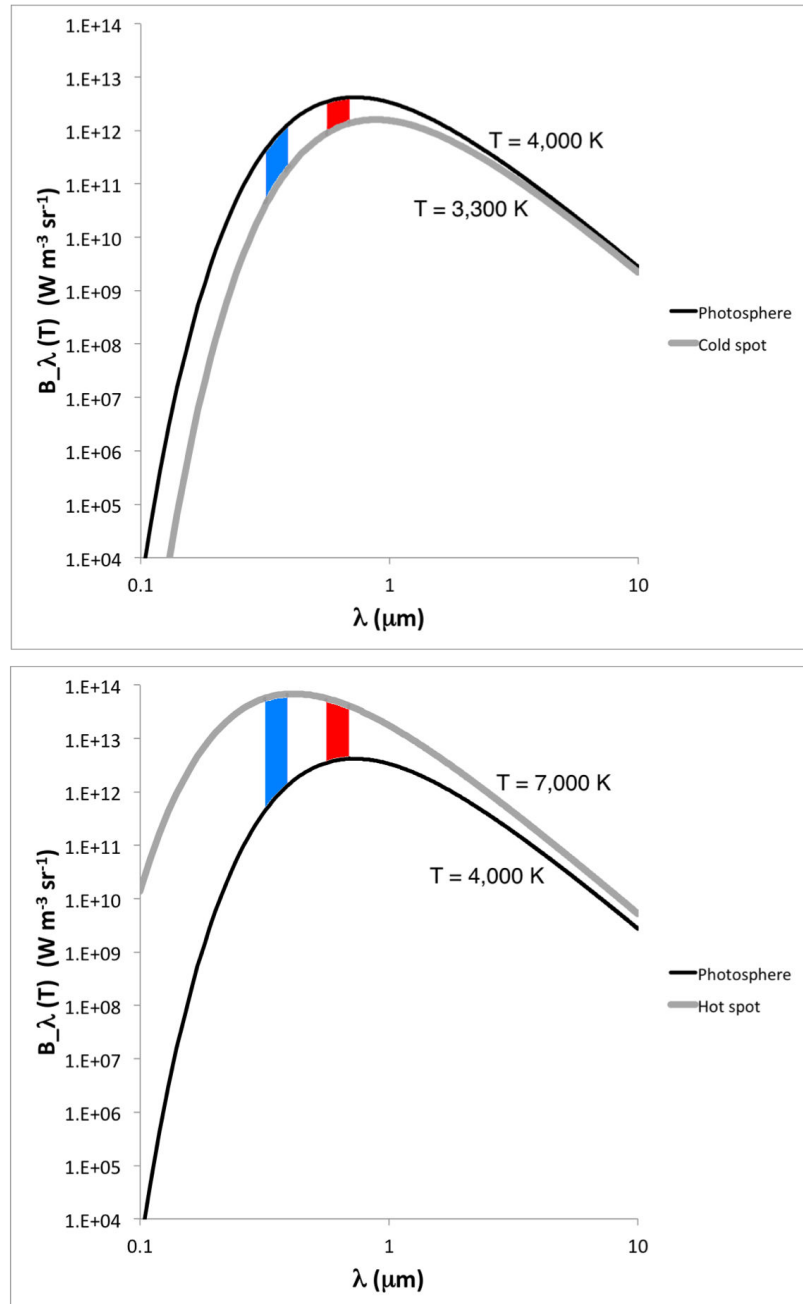 1.E+14
1.E+13
1.E+12
1.E+11
1.E+10
1.E+09
1.E+08
1.E+07
1.E+06
1.E+05
1.E+04
B_λ (T) (W m⁻³ sr⁻¹)
T = 4,000 K
T = 3,300 K
Photosphere
Cold spot
0.1
1
10
λ (μm)
1.E+14
1.E+13
1.E+12
1.E+11
1.E+10
1.E+09
1.E+08
1.E+07
1.E+06
1.E+05
1.E+04
B_λ (T) (W m⁻³ sr⁻¹)
T = 7,000 K
T = 4,000 K
Photosphere
Hot spot
0.1
1
10
λ (μm)